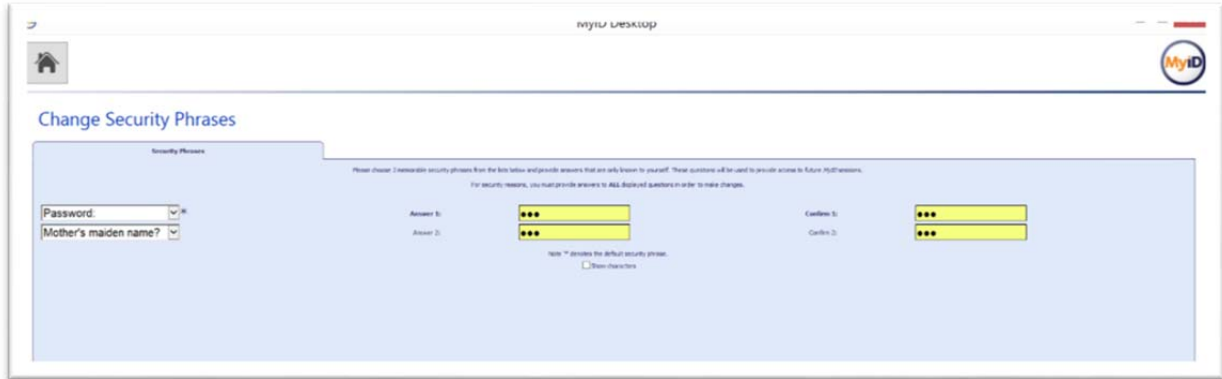 MyID Desktop
MyiD
Change Security Phrases
Security Phrases
Please choose 2 memorable security phrases from the lists below and provide answers that are only known to yourself. These questions will be used to provide access to future MyID sessions.
For security reasons, you must provide answers to ALL displayed questions in order to make changes.
Password: * Answer 1: ••• Confirm 1: •••
Mother's maiden name? Answer 2: ••• Confirm 2: •••
Note '*' denotes the default security phrase.
Show characters